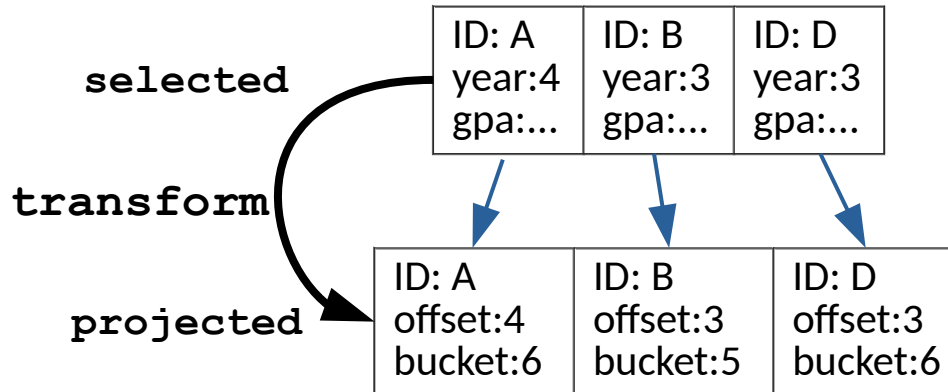 selected
ID: A
year:4
gpa:...
ID: B
year:3
gpa:...
ID: D
year:3
gpa:...
transform
projected
ID: A
offset:4
bucket:6
ID: B
offset:3
bucket:5
ID: D
offset:3
bucket:6